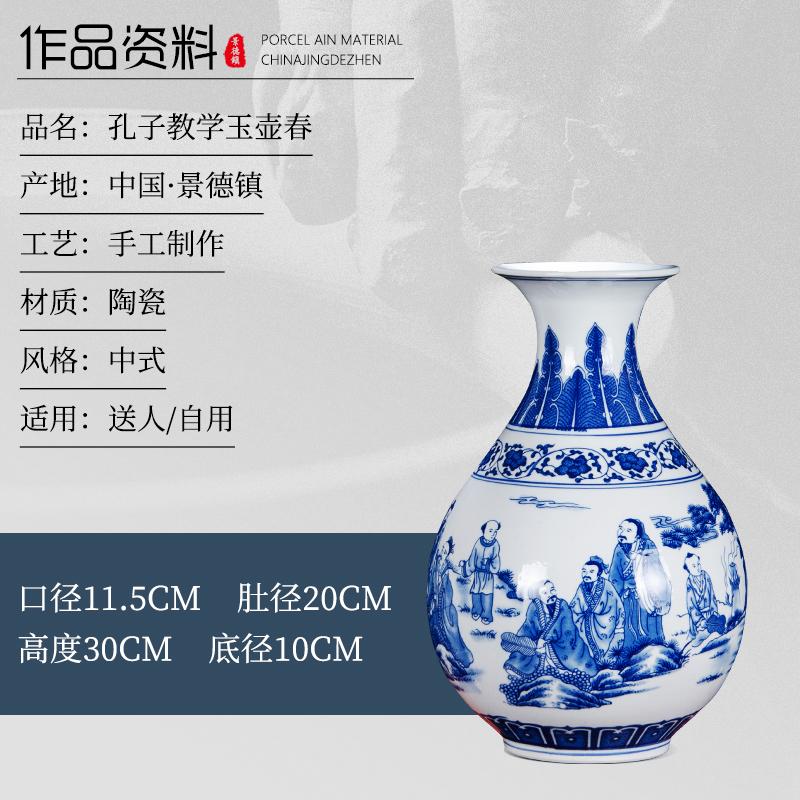 作品资料
景德镇
PORCEL AIN MATERIAL
CHINAJINGDEZHEN
品名：孔子教学玉壶春
产地：中国·景德镇
工艺：手工制作
材质：陶瓷
风格：中式
适用：送人/自用
口径11.5CM 肚径20CM
高度30CM 底径10CM